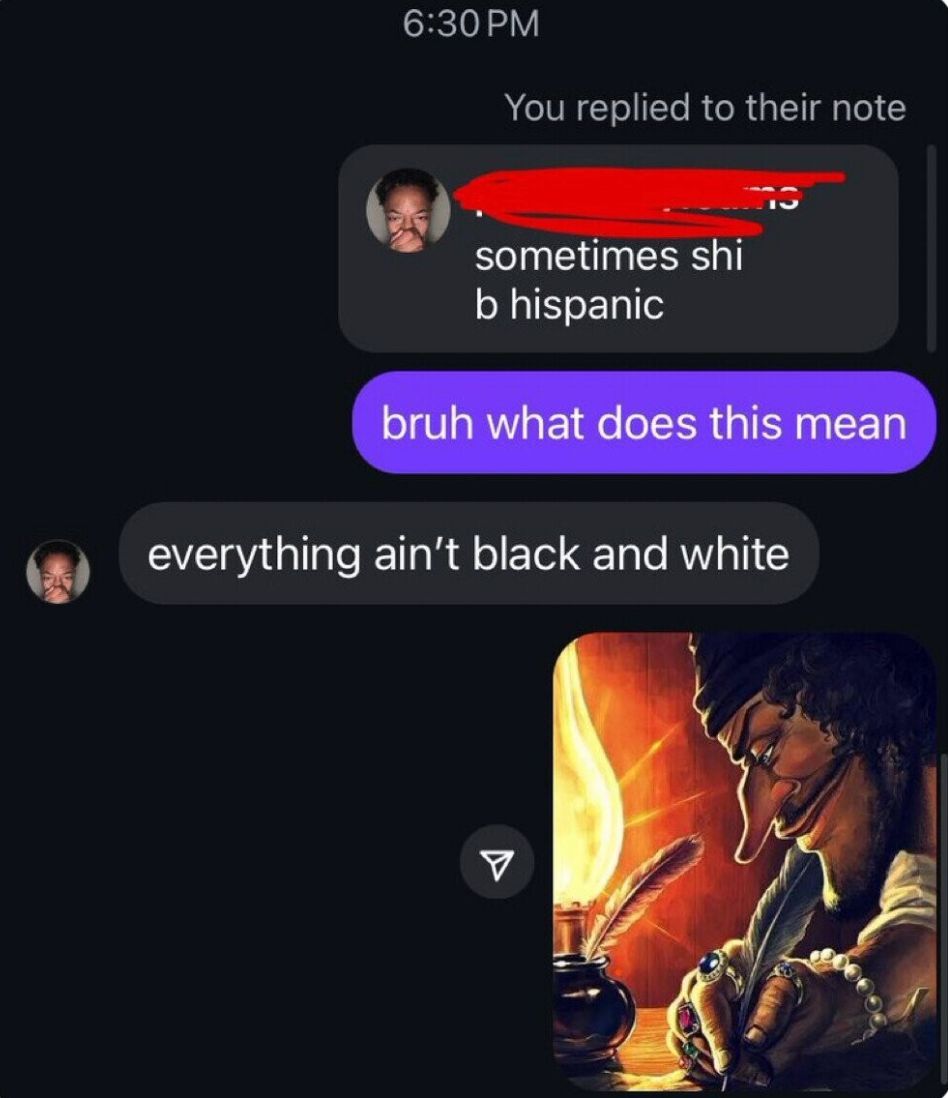 6:30 PM
You replied to their note
sometimes shi
b hispanic
bruh what does this mean
everything ain't black and white